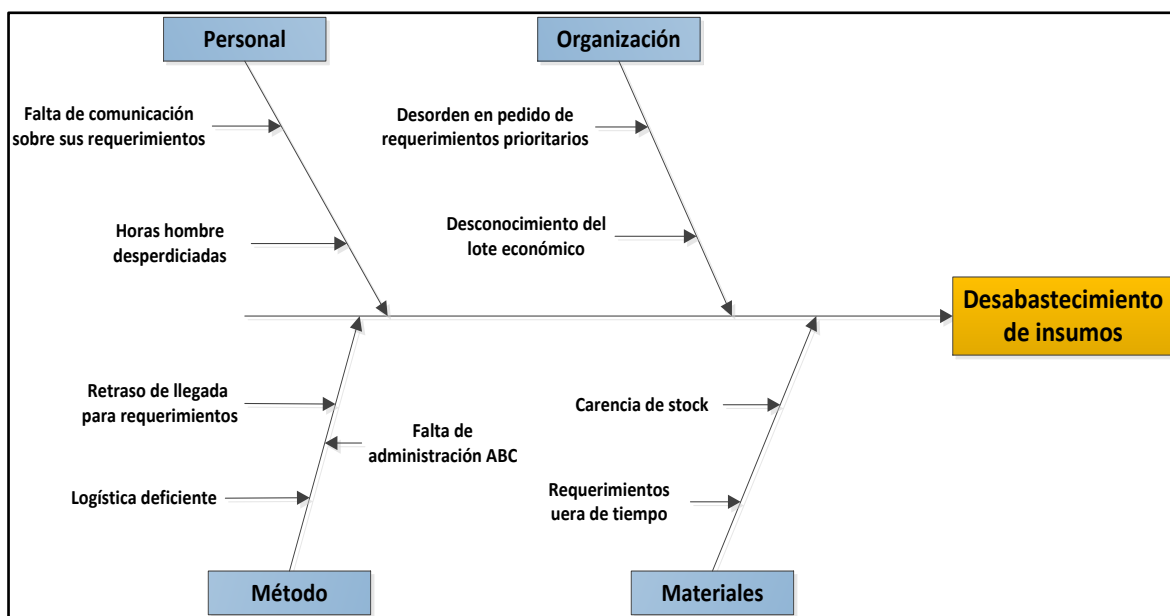 Personal
Organización
Falta de comunicación
sobre sus requerimientos
Desorden en pedido de
requerimientos prioritarios
Horas hombre
desperdiciadas
Desconocimiento del
lote económico
Desabastecimiento
de insumos
Retraso de llegada
para requerimientos
Carencia de stock
Falta de
administración ABC
Logística deficiente
Requerimientos
uera de tiempo
Método
Materiales